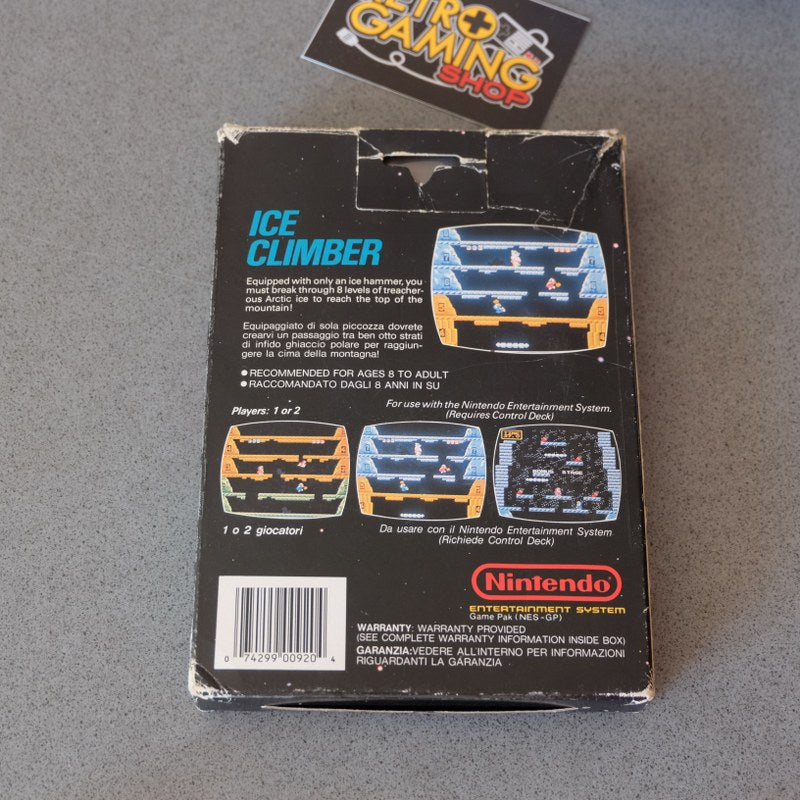 GAMING
SHOP
ICE
CLIMBER
Equipped with only an ice hammer, you
must break through 8 levels of treacher-
ous Arctic ice to reach the top of the
mountain!
Equipaggiato di sola piccozza dovrete
crearvi un passaggio tra ben otto strati
di infido ghiaccio polare per raggiun-
gere la cima della montagna!
● RECOMMENDED FOR AGES 8 TO ADULT
● RACCOMANDATO DAGLI 8 ANNI IN SU
Players: 1 or 2
For use with the Nintendo Entertainment System.
(Requires Control Deck)
BONUS STAGE
1 o 2 giocatori
Da usare con il Nintendo Entertainment System
(Richiede Control Deck)
Nintendo®
ENTERTAINMENT SYSTEM
Game Pak (NES-GP)
WARRANTY: WARRANTY PROVIDED
(SEE COMPLETE WARRANTY INFORMATION INSIDE BOX)
GARANZIA:VEDERE ALL'INTERNO PER INFORMAZIONI
RIGUARDANTI LA GARANZIA
0 74299 00920 4